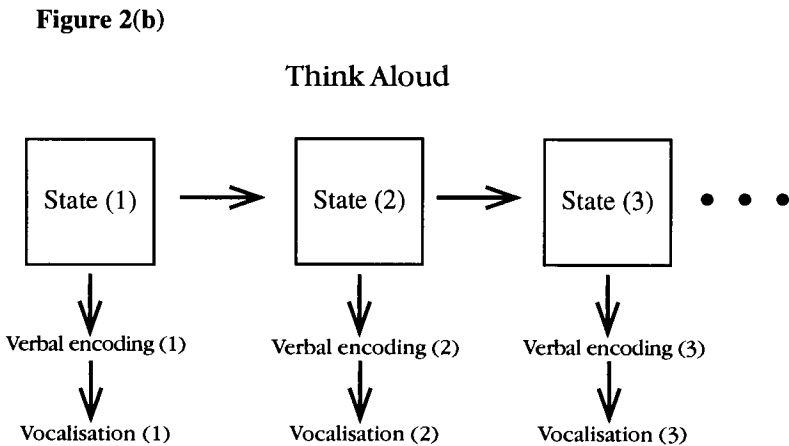 Figure 2(b)
Think Aloud
State (1) State (2) State (3) • • •
Verbal encoding (1) Verbal encoding (2) Verbal encoding (3)
Vocalisation (1) Vocalisation (2) Vocalisation (3)